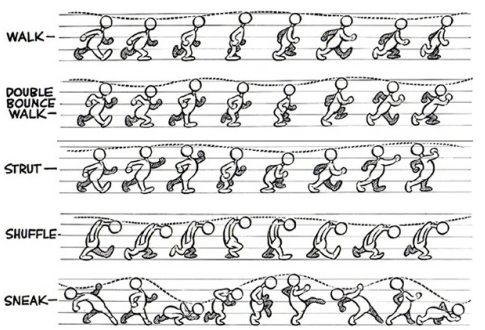 WALK —
DOUBLE
BOUNCE
WALK —
STRUT —
SHUFFLE-
SNEAK-